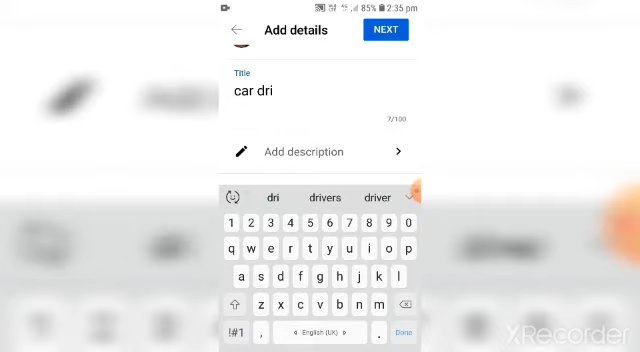 85% 2:35 pm
Add details
NEXT
Title
car dri
7/100
Add description
dri drivers driver
1 2 3 4 5 6 7 8 9 0
q w e r t y u i o p
a s d f g h j k l
z x c v b n m
!#1 , English (UK) . Done
XRecorder